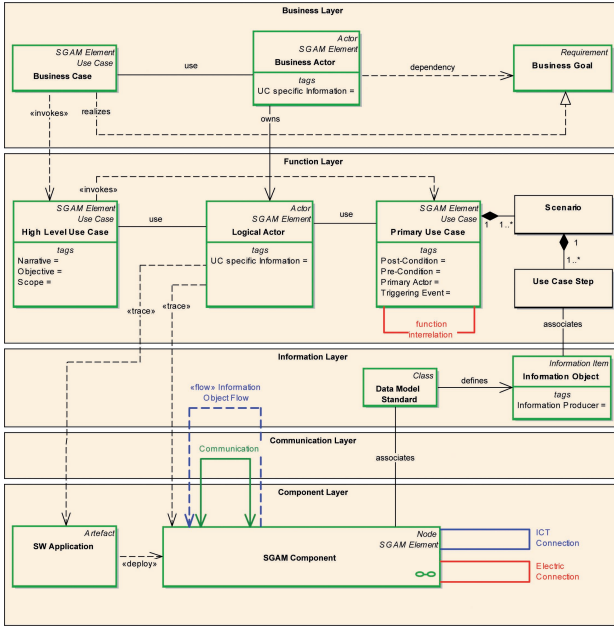 Business Layer
SGAM Element
Use Case
Business Case
use
Actor
SGAM Element
Business Actor
tags
UC specific Information =
dependency
Requirement
Business Goal
«invokes»
realizes
owns
Function Layer
«invokes»
SGAM Element
Use Case
High Level Use Case
tags
Narrative =
Objective =
Scope =
use
Actor
SGAM Element
Logical Actor
tags
UC specific Information =
use
SGAM Element
Use Case
Primary Use Case
tags
Post-Condition =
Pre-Condition =
Primary Actor =
Triggering Event =
1
1..*
Scenario
1
1..*
Use Case Step
«trace»
«trace»
function
interrelation
associates
Information Layer
«flow» Information
Object Flow
Class
Data Model
Standard
defines
Information Item
Information Object
tags
Information Producer =
Communication Layer
Communication
associates
Component Layer
Artefact
SW Application
«deploy»
Node
SGAM Element
SGAM Component
ICT
Connection
Electric
Connection